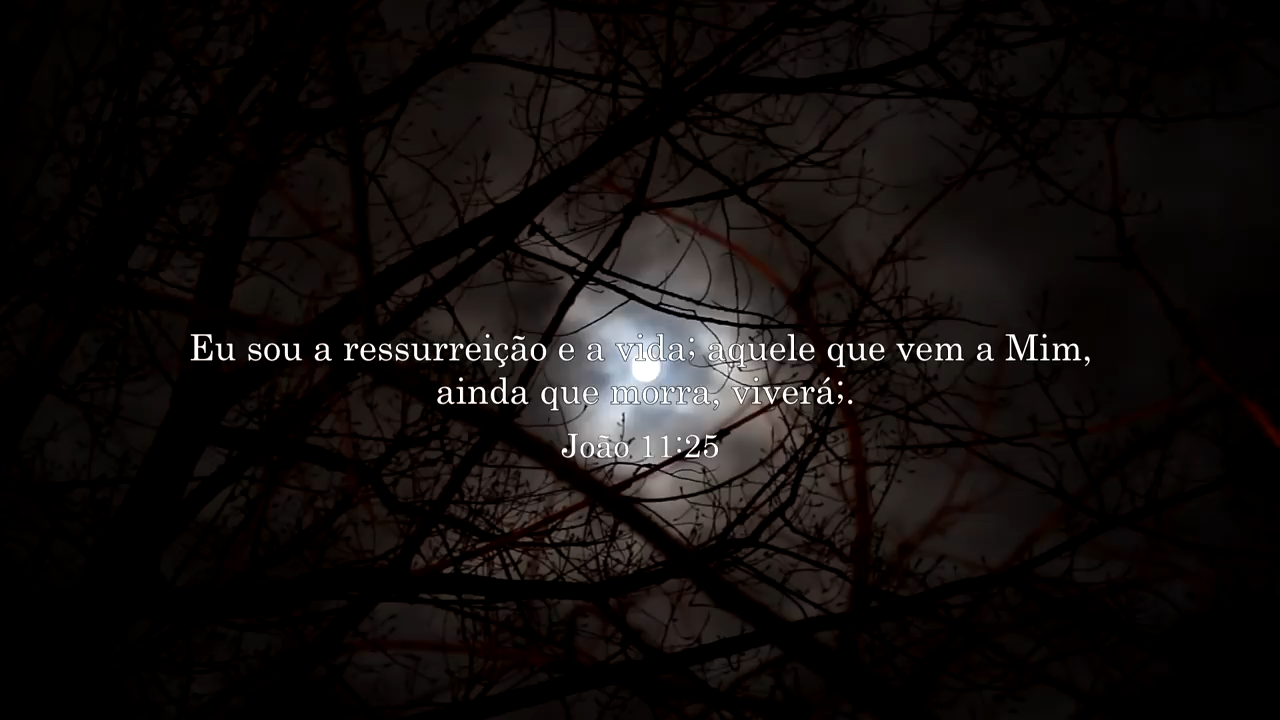 Eu sou a ressurreição e a vida; aquele que vem a Mim,
ainda que morra, viverá;.
João 11:25